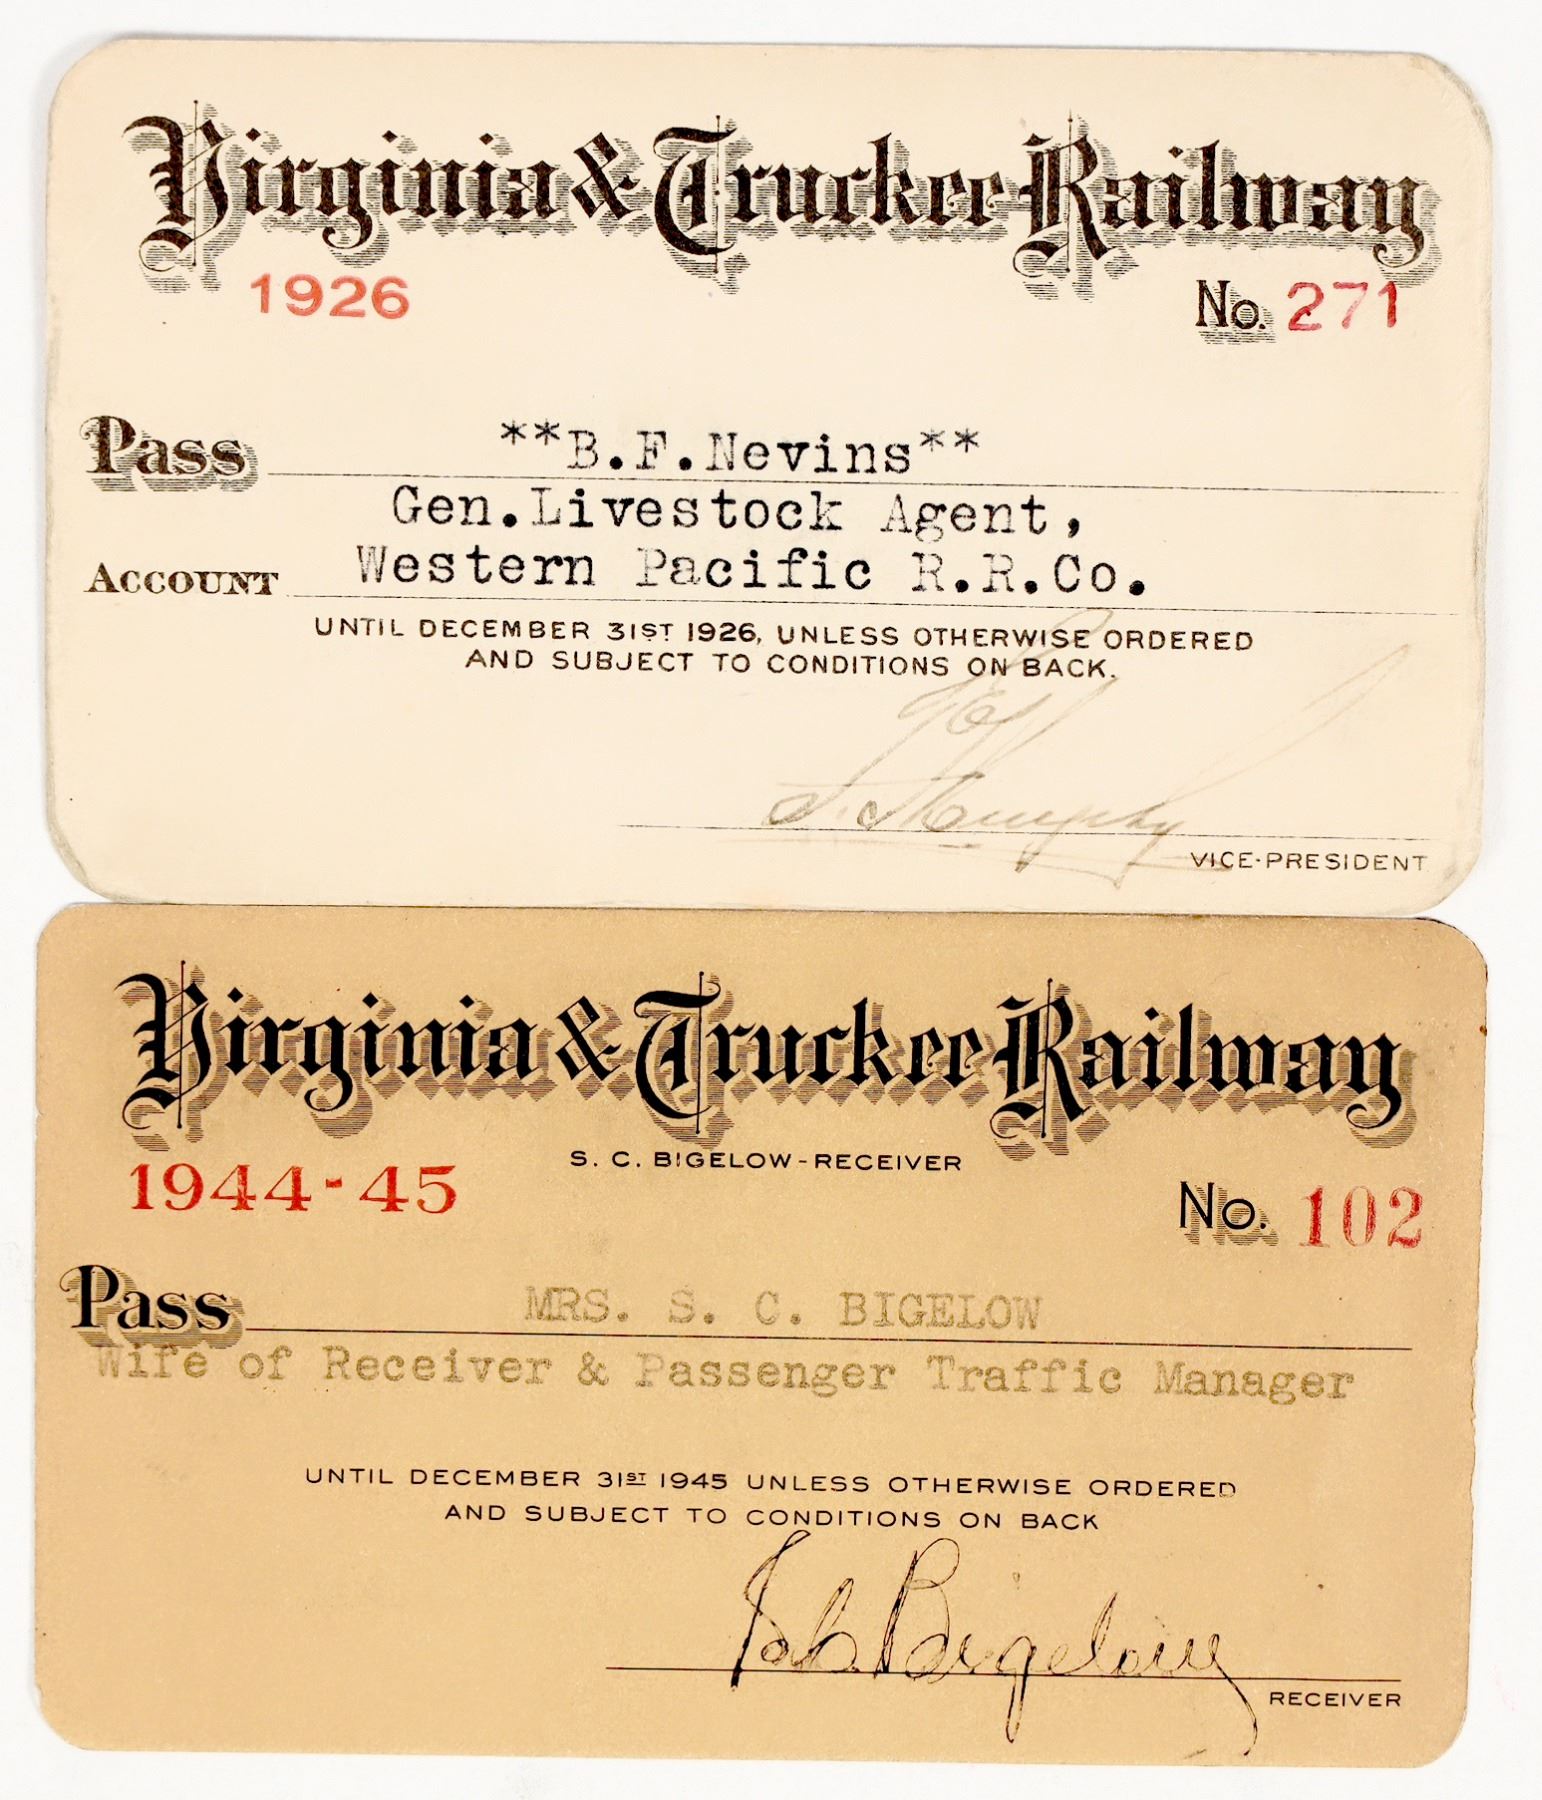 Virginia & Truckee Railway
1926 No. 271
Pass **B.F.Nevins**
Gen.Livestock Agent,
Account Western Pacific R.R.Co.
UNTIL DECEMBER 31ST 1926, UNLESS OTHERWISE ORDERED
AND SUBJECT TO CONDITIONS ON BACK.
Murphy
VICE-PRESIDENT
Virginia & Truckee Railway
S. C. BIGELOW-RECEIVER
1944-45 No. 102
Pass MRS. S. C. BIGELOW
Wife of Receiver & Passenger Traffic Manager
UNTIL DECEMBER 31ST 1945 UNLESS OTHERWISE ORDERED
AND SUBJECT TO CONDITIONS ON BACK
S. C. Bigelow
RECEIVER